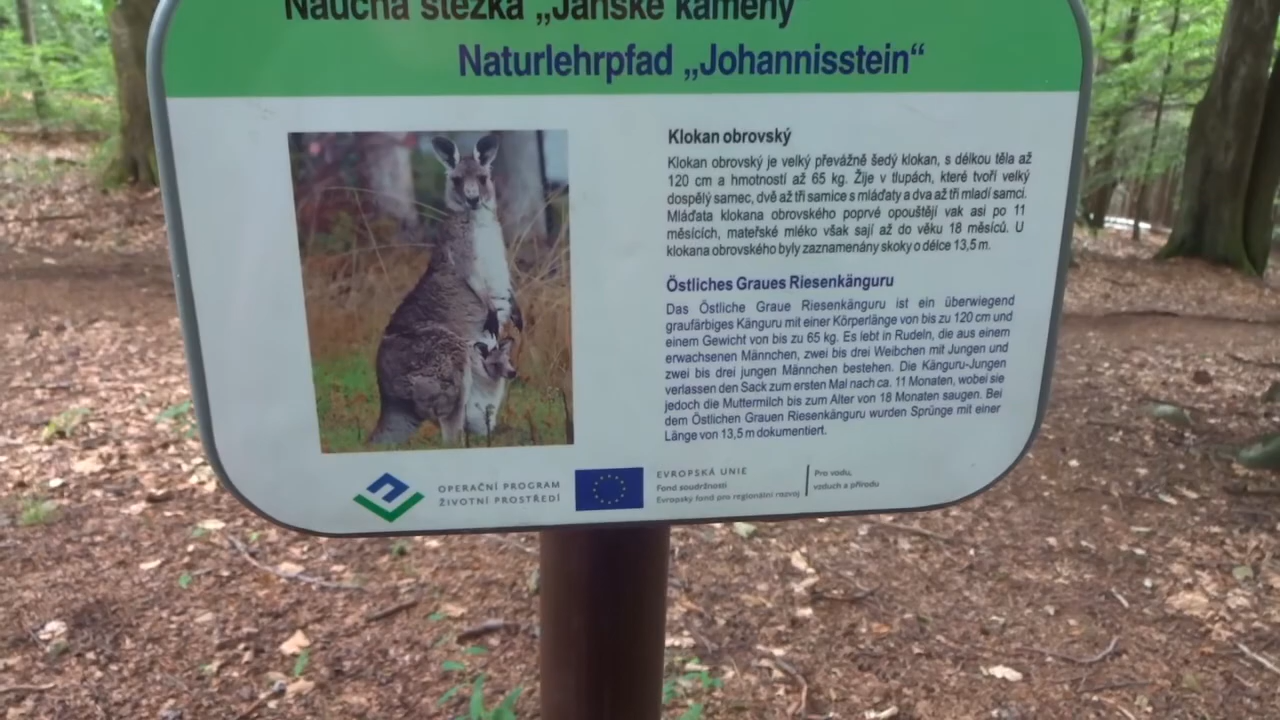 Naučná stezka „Jánské kameny"
Naturlehrpfad „Johannisstein“
Klokan obrovský
Klokan obrovský je velký převážně šedý klokan, s délkou těla až
120 cm a hmotností až 65 kg. Žije v tlupách, které tvoří velký
dospělý samec, dvě až tři samice s mláďaty a dva až tři mladí samci.
Mláďata klokana obrovského poprvé opouštějí vak asi po 11
měsících, mateřské mléko však sají až do věku 18 měsíců. U
klokana obrovského byly zaznamenány skoky o délce 13,5 m.
Östliches Graues Riesenkänguru
Das Östliche Graue Riesenkänguru ist ein überwiegend
graufärbiges Känguru mit einer Körperlänge von bis zu 120 cm und
einem Gewicht von bis zu 65 kg. Es lebt in Rudeln, die aus einem
erwachsenen Männchen, zwei bis drei Weibchen mit Jungen und
zwei bis drei jungen Männchen bestehen. Die Känguru-Jungen
verlassen den Sack zum ersten Mal nach ca. 11 Monaten, wobei sie
jedoch die Muttermilch bis zum Alter von 18 Monaten saugen. Bei
dem Östlichen Grauen Riesenkänguru wurden Sprünge mit einer
Länge von 13,5 m dokumentiert.
OPERAČNÍ PROGRAM
ŽIVOTNÍ PROSTŘEDÍ
EVROPSKÁ UNIE
Fond soudržnosti
Evropský fond pro regionální rozvoj
Pro vodu,
vzduch a přírodu